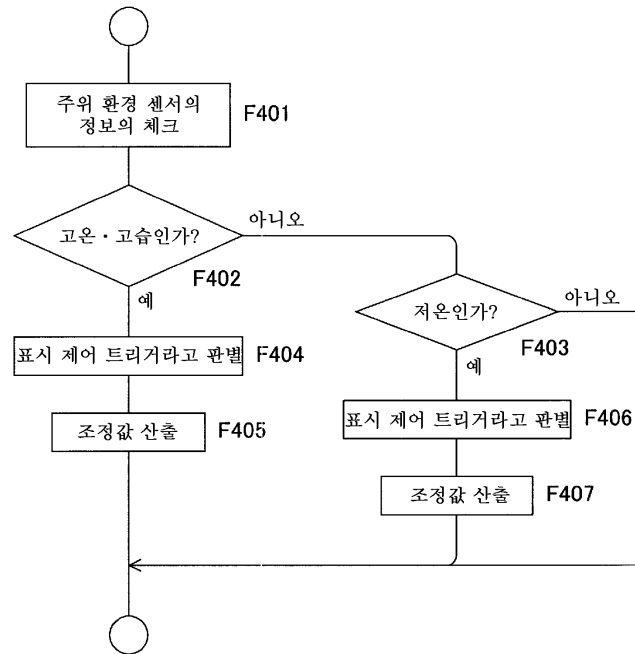 주위 환경 센서의
정보의 체크
F401
고온·고습인가?
아니오
F402
예
저온인가?
아니오
F403
예
표시 제어 트리거라고 판별
F404
표시 제어 트리거라고 판별
F406
조정값 산출
F405
조정값 산출
F407